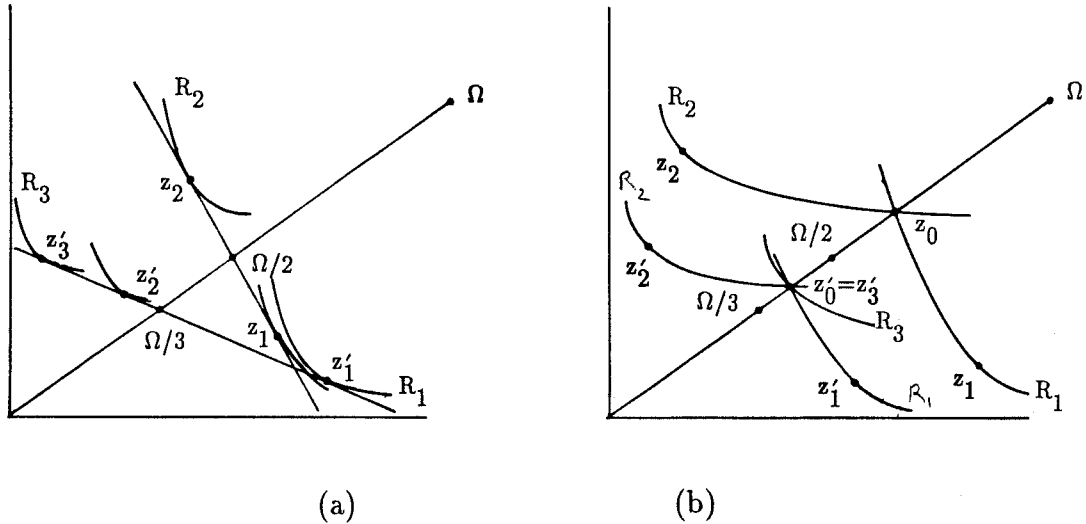 R₂
Ω
R₃
z₂
z′₃
z′₂
Ω/2
Ω/3
z₁
z′₁
R₁
(a)
R₂
Ω
z₂
R₂
z₀
Ω/2
z′₂
z′₀=z′₃
Ω/3
R₃
z₁
z′₁
R₁
R₁
(b)